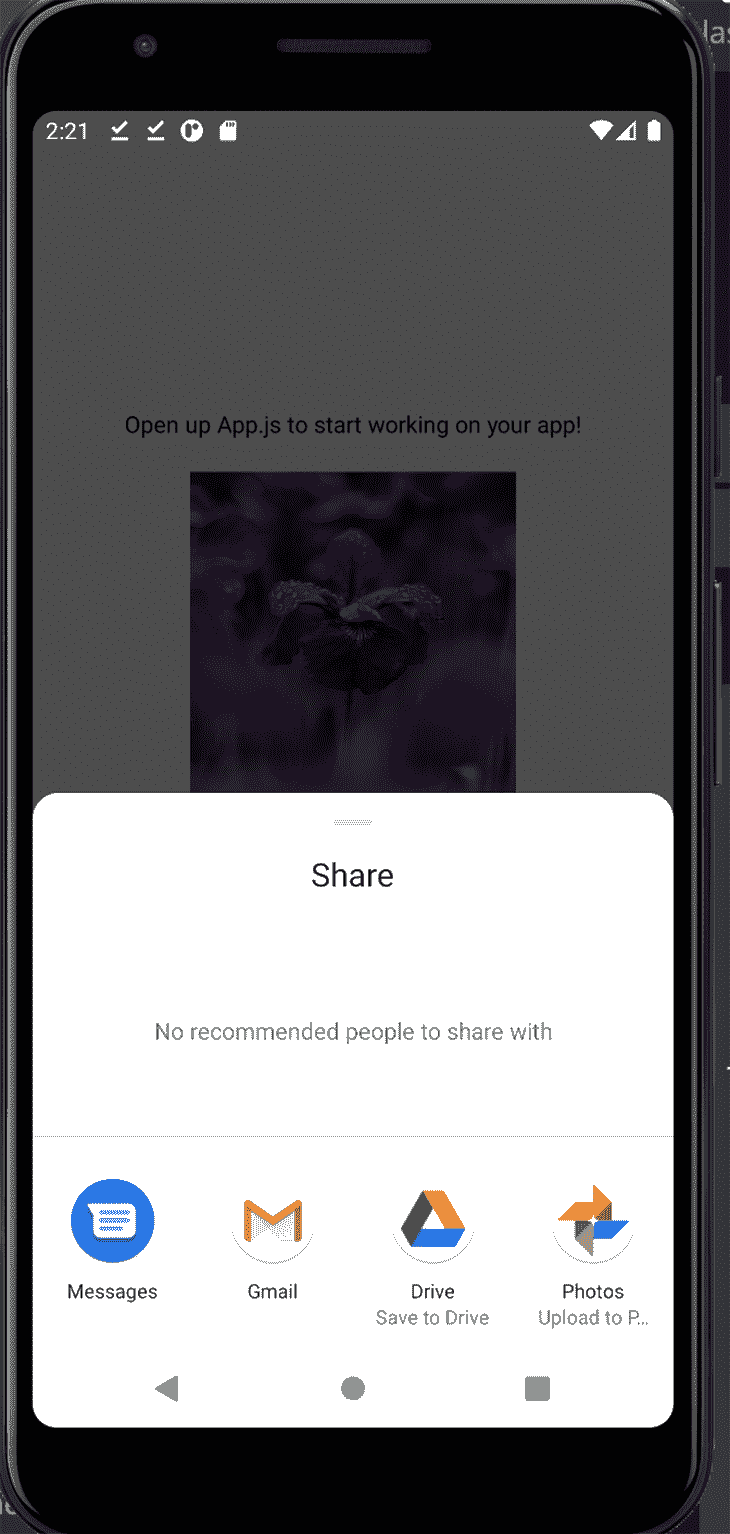 2:21
Open up App.js to start working on your app!
Share
No recommended people to share with
Messages
Gmail
Drive
Photos
Save to Drive
Upload to P...